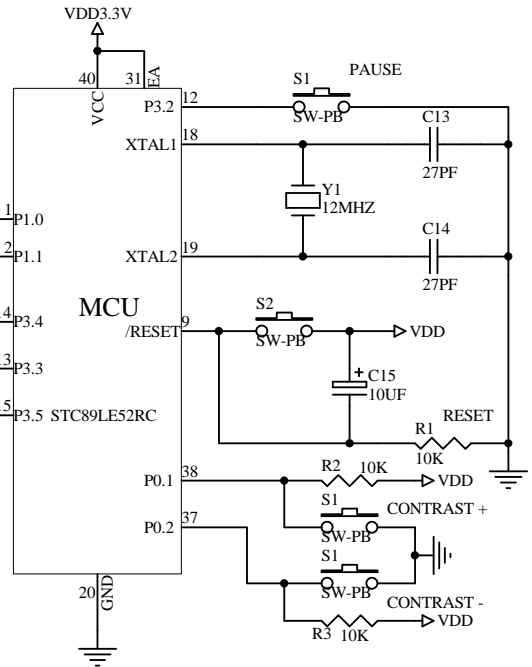 VDD3.3V
40 31
VCC EA
P3.2 12 S1 PAUSE
SW-PB
XTAL1 18 C13
27PF
Y1
12MHZ
1 P1.0
2 P1.1
XTAL2 19 C14
27PF
14 P3.4
MCU
/RESET 9 S2
SW-PB
VDD
13 P3.3
C15
10UF
15 P3.5 STC89LE52RC
RESET
R1
10K
P0.1 38 R2 10K VDD
S1 CONTRAST +
SW-PB
P0.2 37
S1
SW-PB
CONTRAST -
R3 10K VDD
20 GND